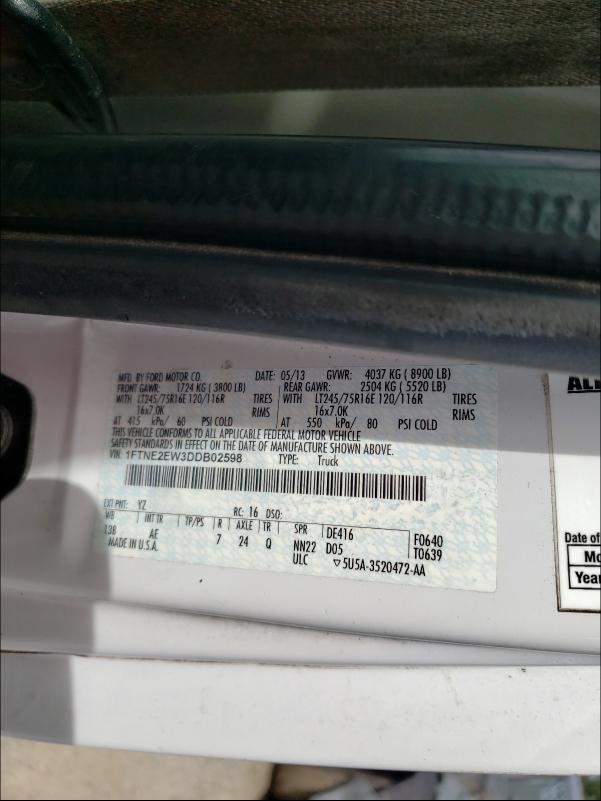 MFD. BY FORD MOTOR CO. DATE: 05/13 GVWR: 4037 KG ( 8900 LB)
FRONT GAWR: 1724 KG ( 3800 LB) REAR GAWR: 2504 KG ( 5520 LB)
WITH LT245/75R16E 120/116R TIRES WITH LT245/75R16E 120/116R TIRES
16x7.0K RIMS 16x7.0K RIMS
AT 415 kPa/ 60 PSI COLD AT 550 kPa/ 80 PSI COLD
THIS VEHICLE CONFORMS TO ALL APPLICABLE FEDERAL MOTOR VEHICLE
SAFETY STANDARDS IN EFFECT ON THE DATE OF MANUFACTURE SHOWN ABOVE.
VIN: 1FTNE2EW3DDB02598 TYPE: Truck
EXT PNT: YZ RC: 16 DSO:
WB INT TR TP/PS R AXLE TR SPR DE416 F0640
138 AE 7 24 Q NN22 D05 T0639
MADE IN U.S.A. ULC ▽5U5A-3520472-AA
Date of
Year